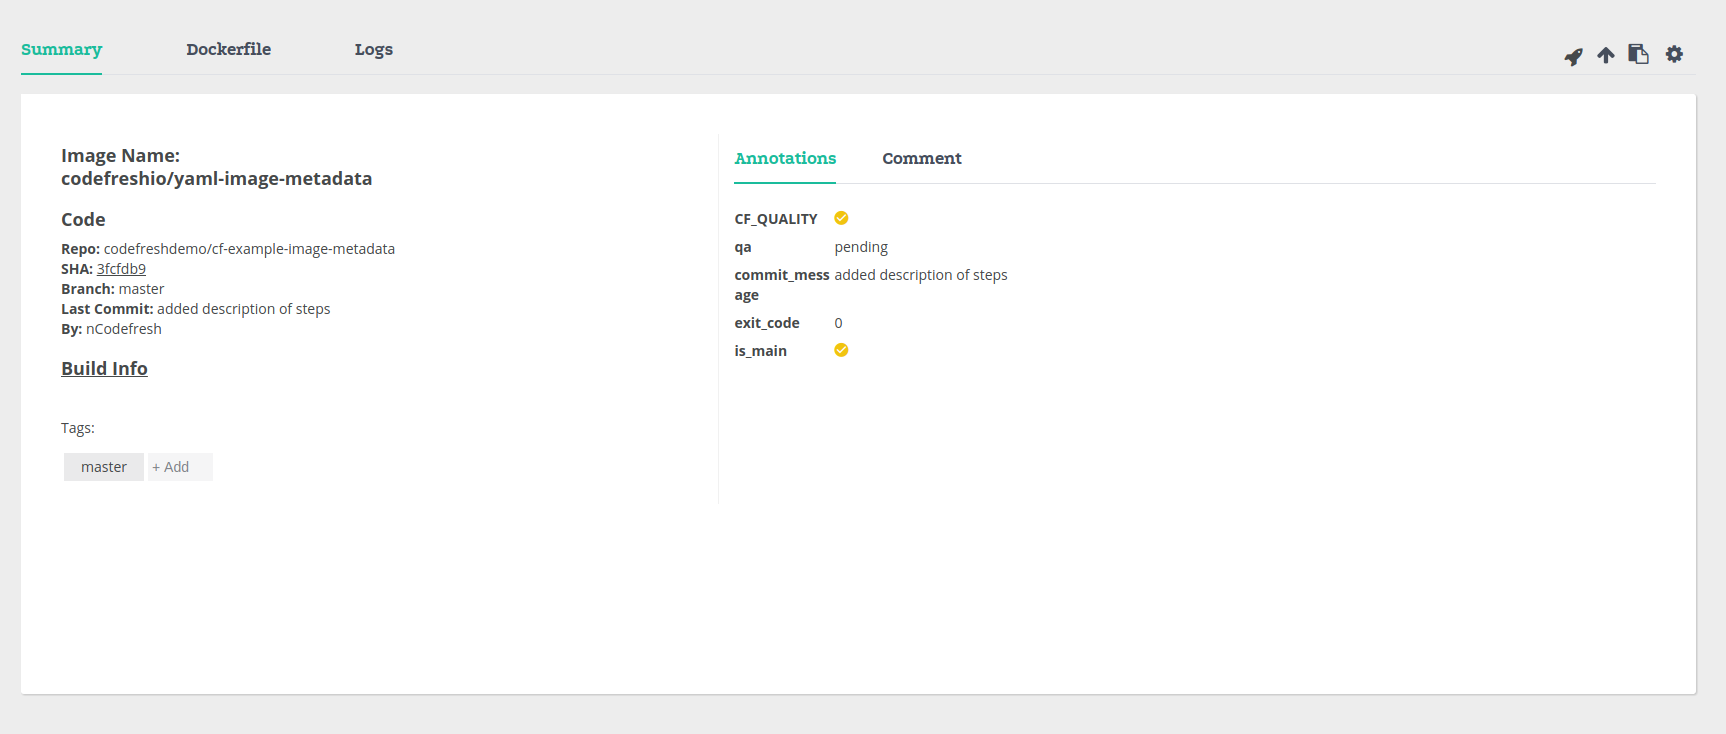 Summary
Dockerfile
Logs
Image Name:
codefreshio/yaml-image-metadata
Code
Repo: codefreshdemo/cf-example-image-metadata
SHA: 3fcfdb9
Branch: master
Last Commit: added description of steps
By: nCodefresh
Build Info
Tags:
master
+ Add
Annotations
Comment
CF_QUALITY
qa pending
commit_mess added description of steps
age
exit_code 0
is_main